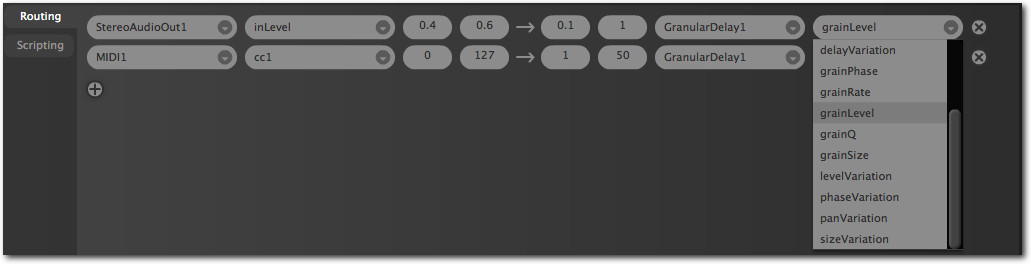 Routing
Scripting
StereoAudioOut1 inLevel 0.4 0.6 → 0.1 1 GranularDelay1 grainLevel
MIDI1 cc1 0 127 → 1 50 GranularDelay1
delayVariation
grainPhase
grainRate
grainLevel
grainQ
grainSize
levelVariation
phaseVariation
panVariation
sizeVariation